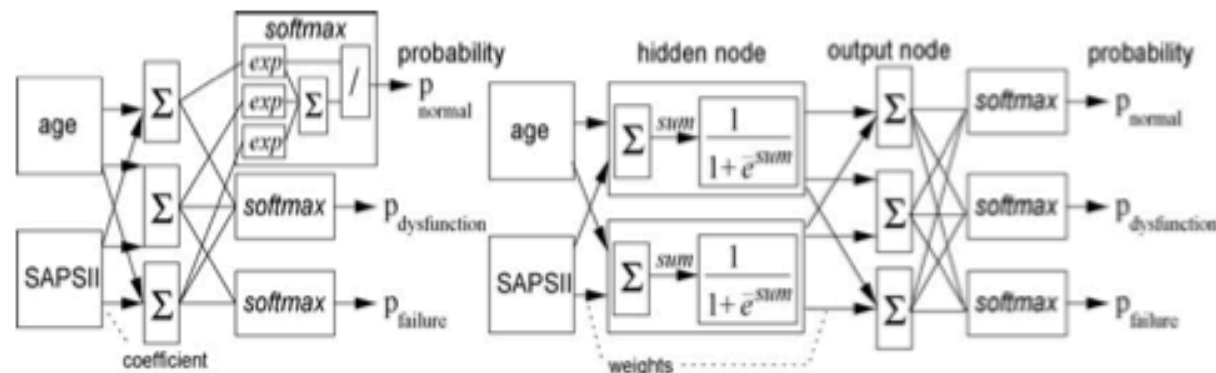 softmax
probability
age
SAPSII
Σ
Σ
Σ
exp
exp
exp
Σ
/
p normal
softmax
p dysfunction
softmax
p failure
coefficient
hidden node
output node
probability
age
SAPSII
Σ
sum
1
1+e^-sum
Σ
sum
1
1+e^-sum
Σ
Σ
Σ
softmax
p normal
softmax
p dysfunction
softmax
p failure
weights